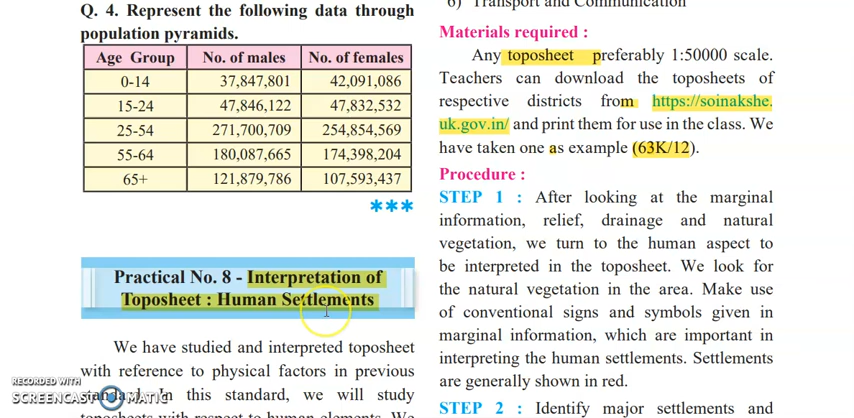 Q. 4. Represent the following data through
population pyramids.
Age Group No. of males No. of females
0-14 37,847,801 42,091,086
15-24 47,846,122 47,832,532
25-54 271,700,709 254,854,569
55-64 180,087,665 174,398,204
65+ 121,879,786 107,593,437
***
Practical No. 8 - Interpretation of
Toposheet : Human Settlements
We have studied and interpreted toposheet
with reference to physical factors in previous
standard. In this standard, we will study
toposheets with respect to human elements. We
RECORDED WITH
SCREENCAST MATIC
6) Transport and Communication
Materials required :
Any toposheet preferably 1:50000 scale.
Teachers can download the toposheets of
respective districts from https://soinakshe.
uk.gov.in/ and print them for use in the class. We
have taken one as example (63K/12).
Procedure :
STEP 1 : After looking at the marginal
information, relief, drainage and natural
vegetation, we turn to the human aspect to
be interpreted in the toposheet. We look for
the natural vegetation in the area. Make use
of conventional signs and symbols given in
marginal information, which are important in
interpreting the human settlements. Settlements
are generally shown in red.
STEP 2 : Identify major settlements and